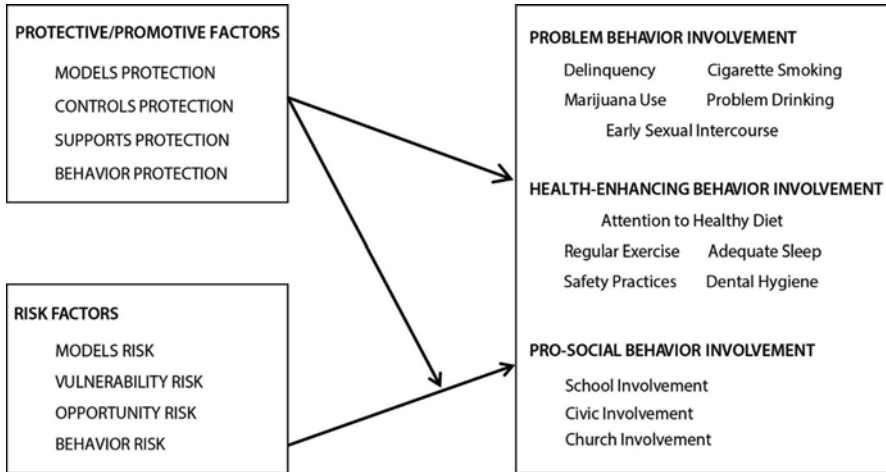 PROTECTIVE/PROMOTIVE FACTORS
MODELS PROTECTION
CONTROLS PROTECTION
SUPPORTS PROTECTION
BEHAVIOR PROTECTION
RISK FACTORS
MODELS RISK
VULNERABILITY RISK
OPPORTUNITY RISK
BEHAVIOR RISK
PROBLEM BEHAVIOR INVOLVEMENT
Delinquency Cigarette Smoking
Marijuana Use Problem Drinking
Early Sexual Intercourse
HEALTH-ENHANCING BEHAVIOR INVOLVEMENT
Attention to Healthy Diet
Regular Exercise Adequate Sleep
Safety Practices Dental Hygiene
PRO-SOCIAL BEHAVIOR INVOLVEMENT
School Involvement
Civic Involvement
Church Involvement